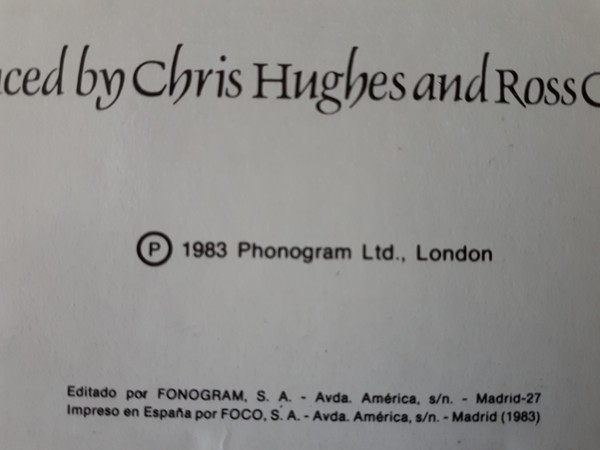 ced by Chris Hughes and Ross C
Ⓟ 1983 Phonogram Ltd., London
Editado por FONOGRAM, S. A. - Avda. América, s/n. - Madrid-27
Impreso en España por FOCO, S. A. - Avda. América, s/n. - Madrid (1983)